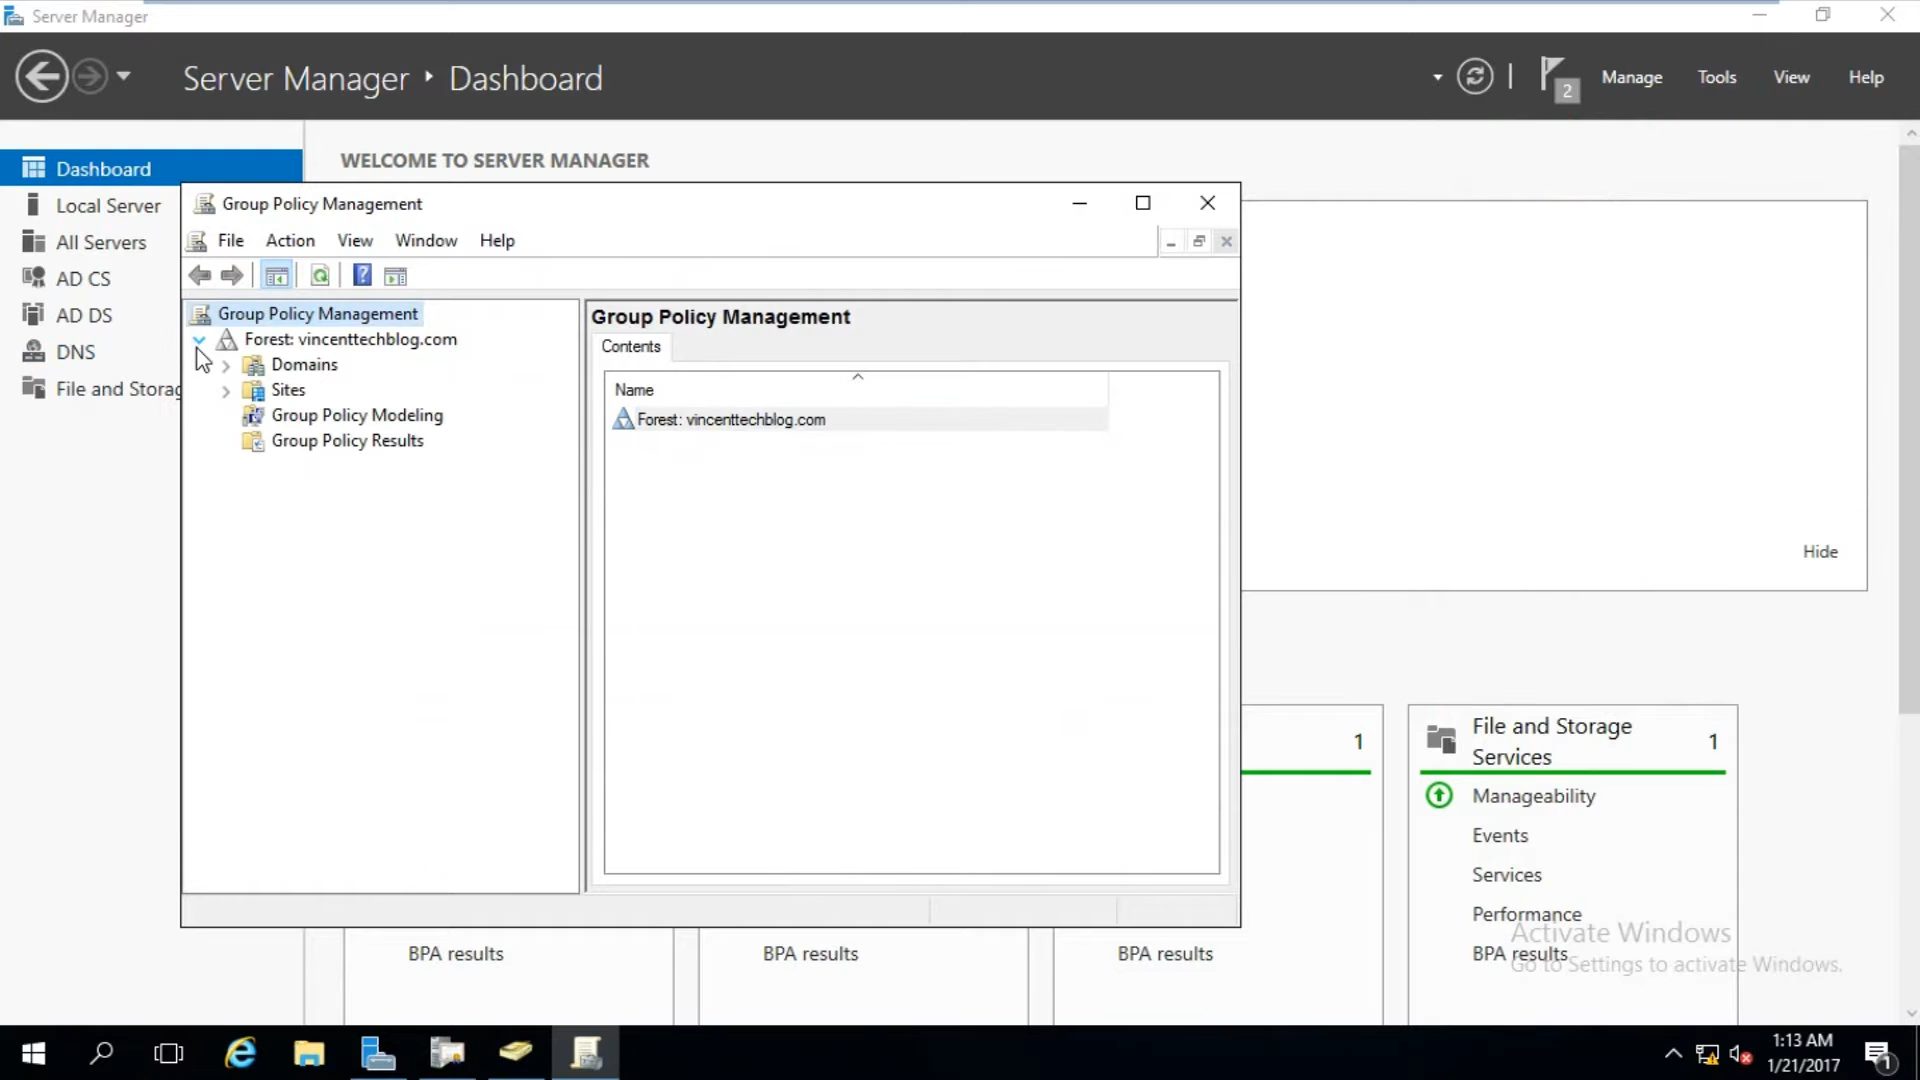 Server Manager
Server Manager Dashboard
2
Manage
Tools
View
Help
Dashboard
Local Server
All Servers
AD CS
AD DS
DNS
File and Storag
WELCOME TO SERVER MANAGER
Group Policy Management
File
Action
View
Window
Help
Group Policy Management
Forest: vincenttechblog.com
Domains
Sites
Group Policy Modeling
Group Policy Results
Group Policy Management
Contents
Name
Forest: vincenttechblog.com
Hide
1
File and Storage
Services
1
Manageability
Events
Services
Performance
BPA results
BPA results
BPA results
BPA results
Activate Windows
Go to Settings to activate Windows.
1:13 AM
1/21/2017
1